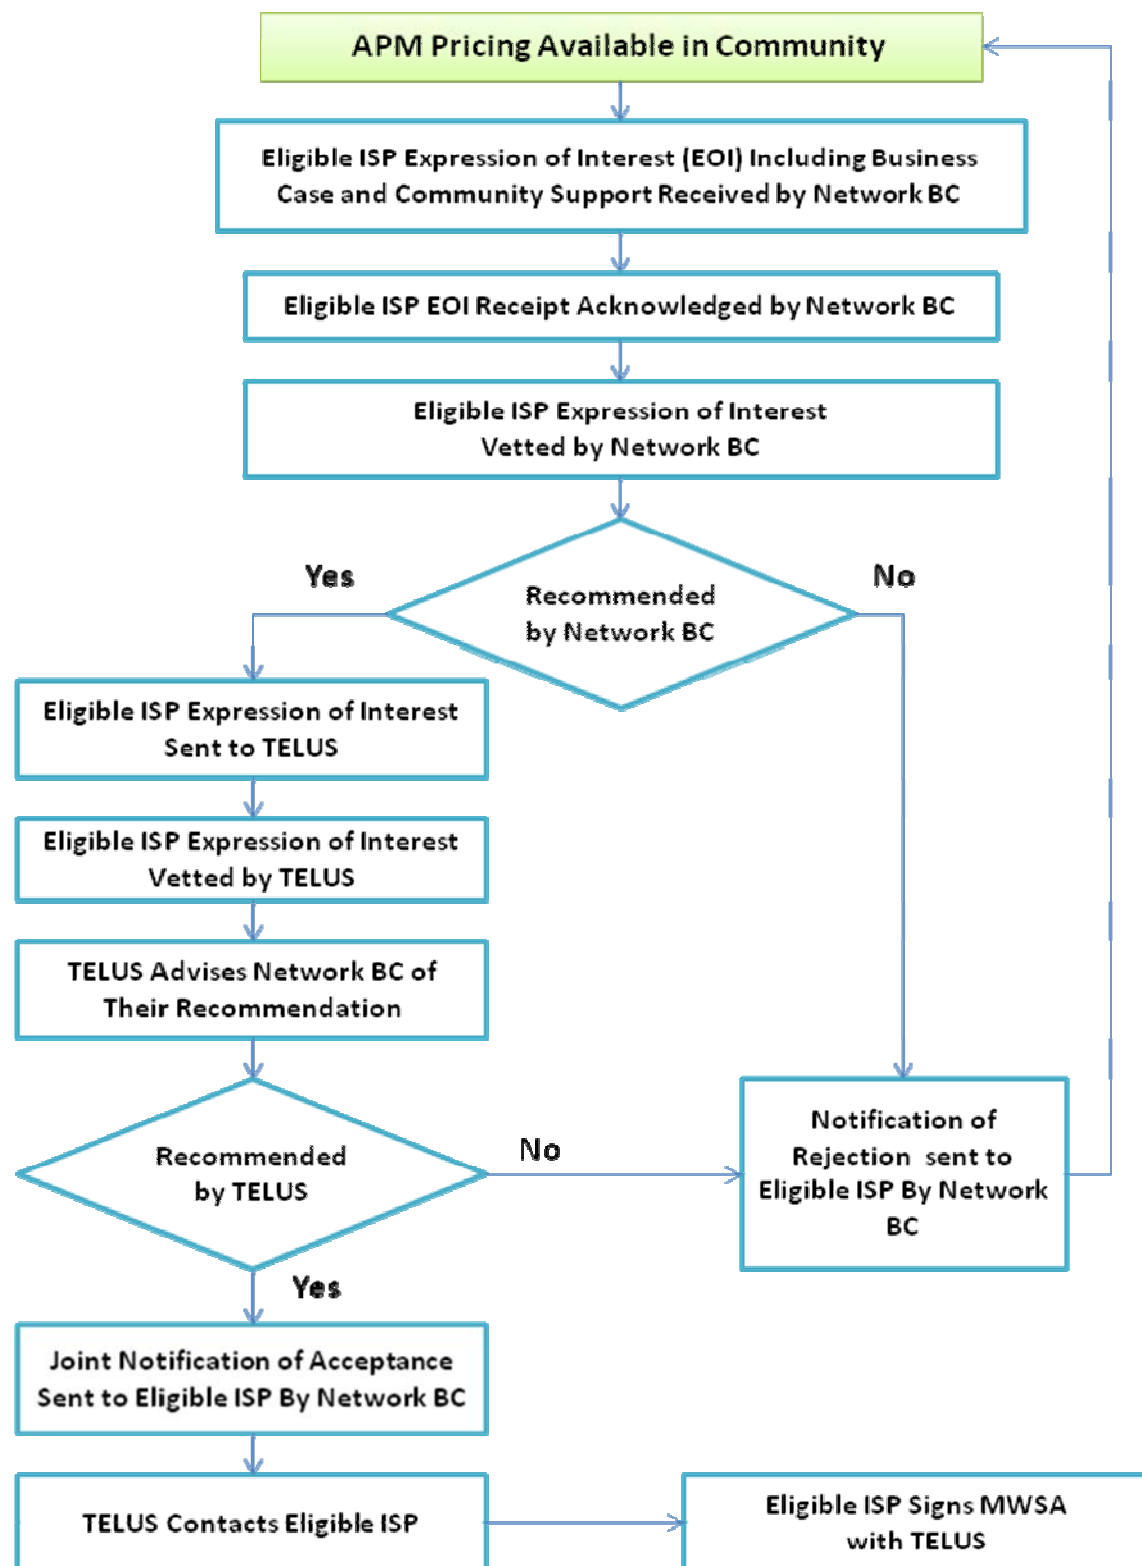 APM Pricing Available in Community
Eligible ISP Expression of Interest (EOI) Including Business
Case and Community Support Received by Network BC
Eligible ISP EOI Receipt Acknowledged by Network BC
Eligible ISP Expression of Interest
Vetted by Network BC
Yes
No
Recommended
by Network BC
Eligible ISP Expression of Interest
Sent to TELUS
Eligible ISP Expression of Interest
Vetted by TELUS
TELUS Advises Network BC of
Their Recommendation
Recommended
by TELUS
No
Notification of
Rejection sent to
Eligible ISP By Network
BC
Yes
Joint Notification of Acceptance
Sent to Eligible ISP By Network BC
TELUS Contacts Eligible ISP
Eligible ISP Signs MWSA
with TELUS